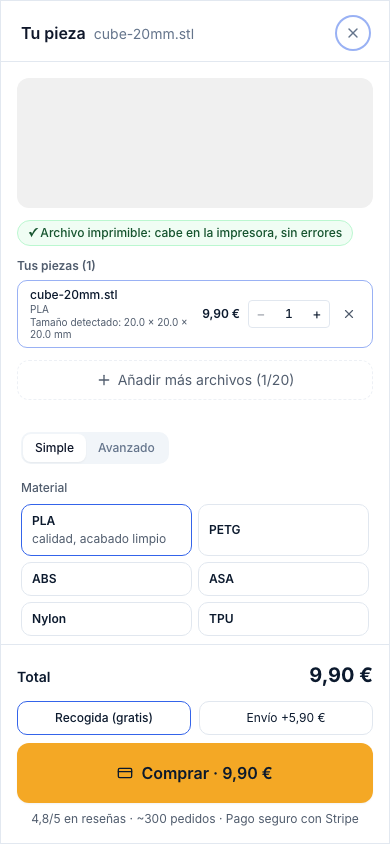 Tu pieza cube-20mm.stl
✓ Archivo imprimible: cabe en la impresora, sin errores
Tus piezas (1)
cube-20mm.stl
PLA
Tamaño detectado: 20.0 × 20.0 ×
20.0 mm
9,90 € − 1 +
+ Añadir más archivos (1/20)
Simple Avanzado
Material
PLA
calidad, acabado limpio
PETG
ABS ASA
Nylon TPU
Total 9,90 €
Recogida (gratis) Envío +5,90 €
Comprar · 9,90 €
4,8/5 en reseñas · ~300 pedidos · Pago seguro con Stripe